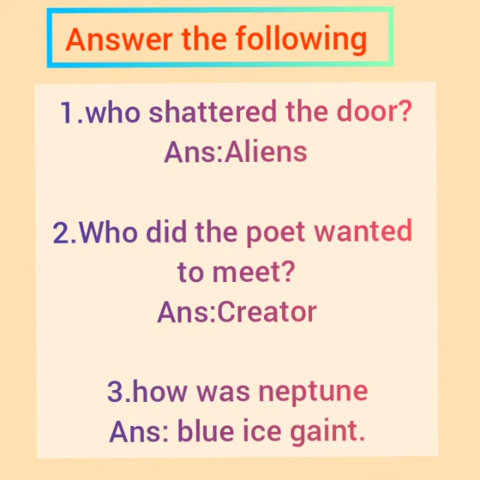 Answer the following
1.who shattered the door?
Ans:Aliens
2.Who did the poet wanted
to meet?
Ans:Creator
3.how was neptune
Ans: blue ice gaint.